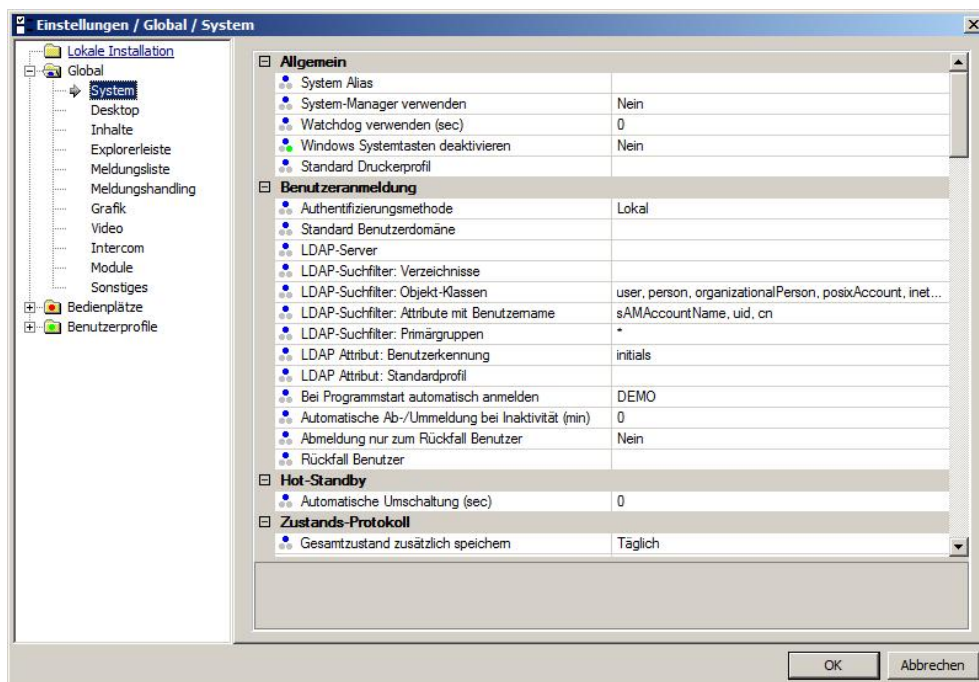 Einstellungen / Global / System
Lokale Installation
Global
System
Desktop
Inhalte
Explorerleiste
Meldungsliste
Meldungshandling
Grafik
Video
Intercom
Module
Sonstiges
Bedienplätze
Benutzerprofile
Allgemein
System Alias
System-Manager verwenden Nein
Watchdog verwenden (sec) 0
Windows Systemtasten deaktivieren Nein
Standard Druckerprofil
Benutzeranmeldung
Authentifizierungsmethode Lokal
Standard Benutzerdomäne
LDAP-Server
LDAP-Suchfilter: Verzeichnisse
LDAP-Suchfilter: Objekt-Klassen user, person, organizationalPerson, posixAccount, inet...
LDAP-Suchfilter: Attribute mit Benutzername sAMAccountName, uid, cn
LDAP-Suchfilter: Primärgruppen *
LDAP Attribut: Benutzerkennung initials
LDAP Attribut: Standardprofil
Bei Programmstart automatisch anmelden DEMO
Automatische Ab-/Ummeldung bei Inaktivität (min) 0
Abmeldung nur zum Rückfall Benutzer Nein
Rückfall Benutzer
Hot-Standby
Automatische Umschaltung (sec) 0
Zustands-Protokoll
Gesamtzustand zusätzlich speichern Täglich
OK Abbrechen